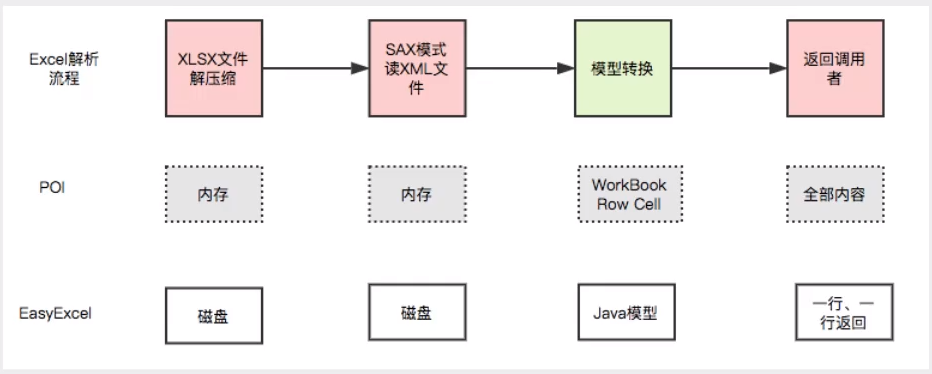 Excel解析
流程
XLSX文件
解压缩
SAX模式
读XML文
件
模型转换
返回调用
者
POI
内存
内存
WorkBook
Row Cell
全部内容
EasyExcel
磁盘
磁盘
Java模型
一行、一
行返回